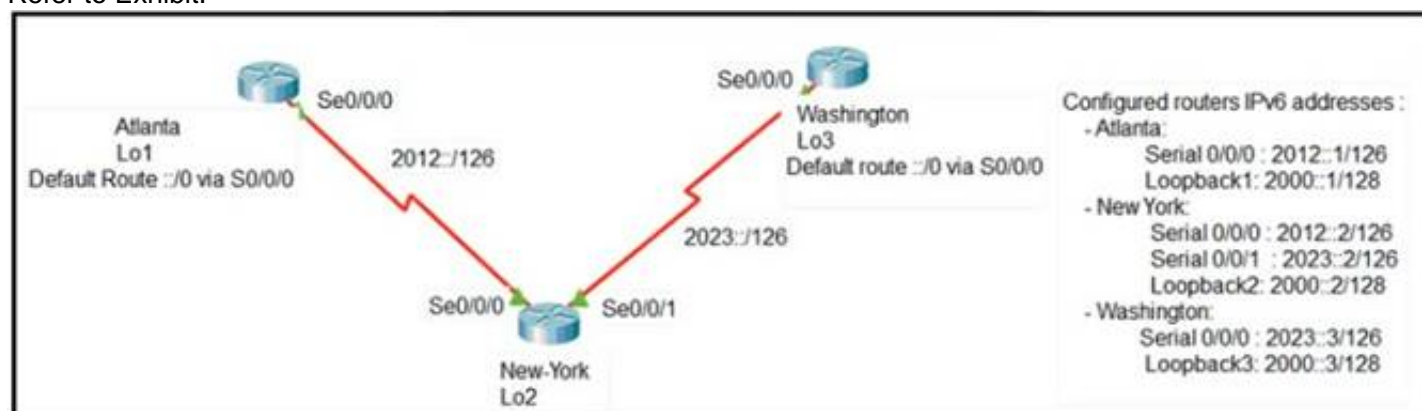 Refer to Exhibit.
Se0/0/0
Atlanta
Lo1
Default Route ::/0 via S0/0/0
2012::/126
Se0/0/0
Washington
Lo3
Default route ::/0 via S0/0/0
2023::/126
Se0/0/0
Se0/0/1
New-York
Lo2
Configured routers IPv6 addresses :
- Atlanta:
Serial 0/0/0 : 2012::1/126
Loopback1: 2000::1/128
- New York:
Serial 0/0/0 : 2012::2/126
Serial 0/0/1 : 2023::2/126
Loopback2: 2000::2/128
- Washington:
Serial 0/0/0 : 2023::3/126
Loopback3: 2000::3/128